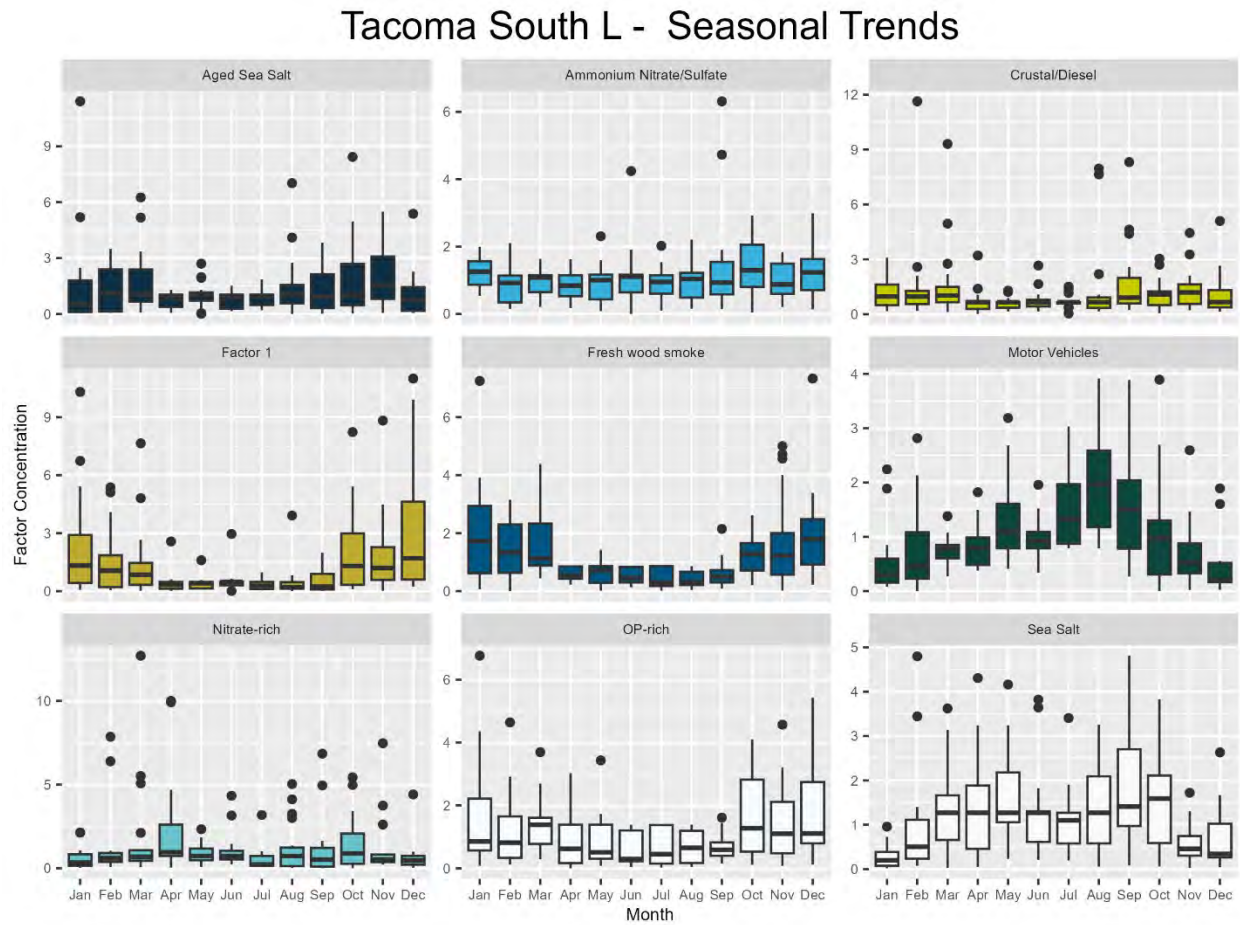 Tacoma South L -  Seasonal Trends
Aged Sea Salt
Ammonium Nitrate/Sulfate
Crustal/Diesel
9
6
3
0
6
4
2
0
12
9
6
3
0
Factor Concentration
Factor 1
Fresh wood smoke
Motor Vehicles
9
6
3
0
6
4
2
0
4
3
2
1
0
Nitrate-rich
OP-rich
Sea Salt
10
5
0
6
4
2
0
5
4
3
2
1
0
Jan Feb Mar Apr May Jun Jul Aug Sep Oct Nov Dec
Jan Feb Mar Apr May Jun Jul Aug Sep Oct Nov Dec
Jan Feb Mar Apr May Jun Jul Aug Sep Oct Nov Dec
Month